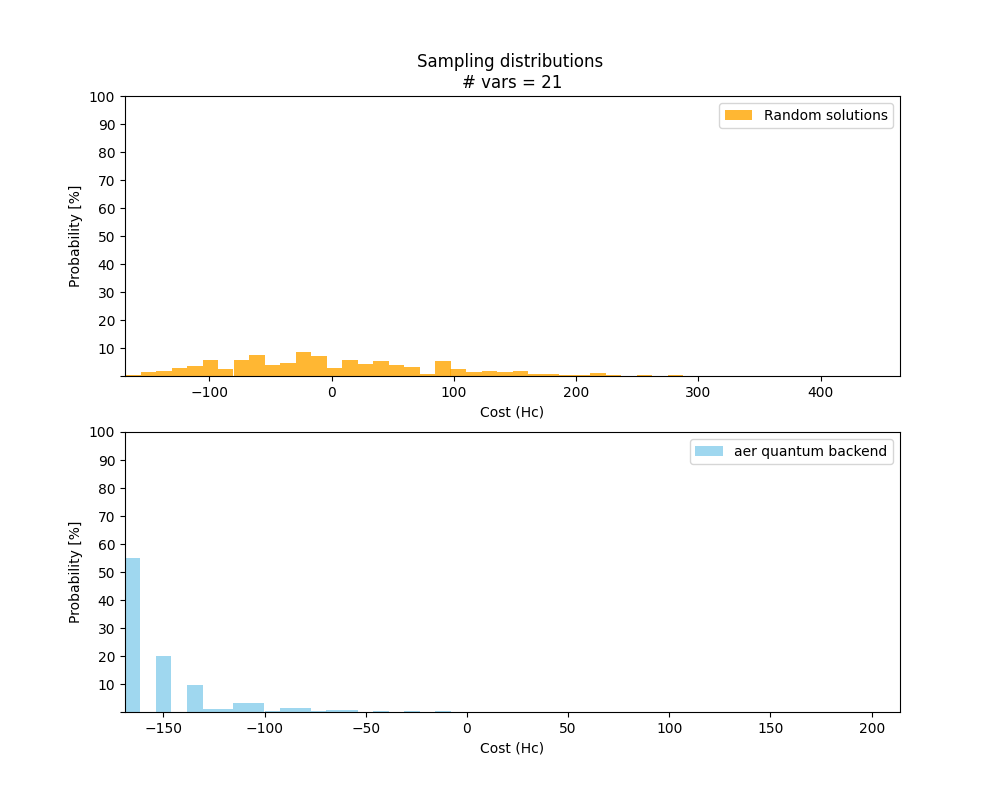 Sampling distributions
# vars = 21
Random solutions
Probability [%]
100
90
80
70
60
50
40
30
20
10
−100 0 100 200 300 400
Cost (Hc)
aer quantum backend
Probability [%]
100
90
80
70
60
50
40
30
20
10
−150 −100 −50 0 50 100 150 200
Cost (Hc)